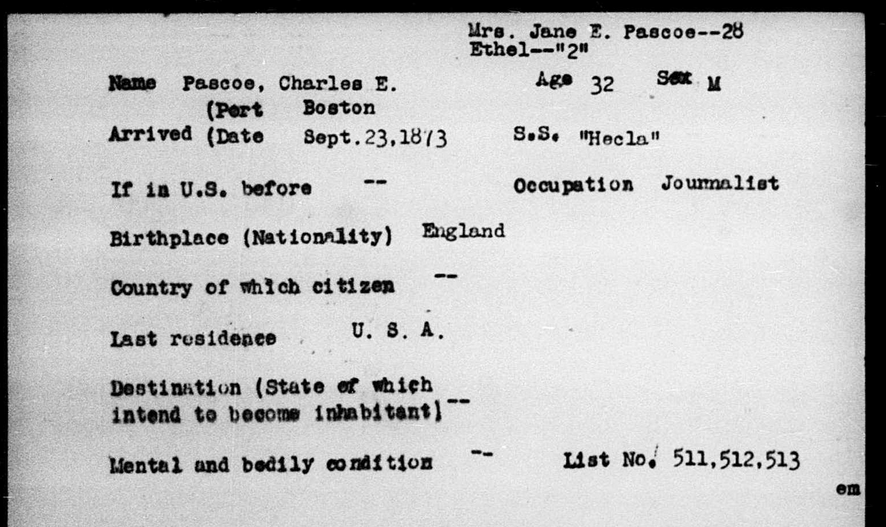 Mrs. Jane E. Pascoe--28
Ethel--"2"
Name Pascoe, Charles E. Age 32 Sex M
(Port Boston
Arrived (Date Sept.23,1873 S.S. "Hecla"
If in U.S. before -- Occupation Journalist
Birthplace (Nationality) England
Country of which citizen --
Last residence U. S. A.
Destination (State of which
intend to become inhabitant) --
Mental and bodily condition -- List No. 511,512,513
em